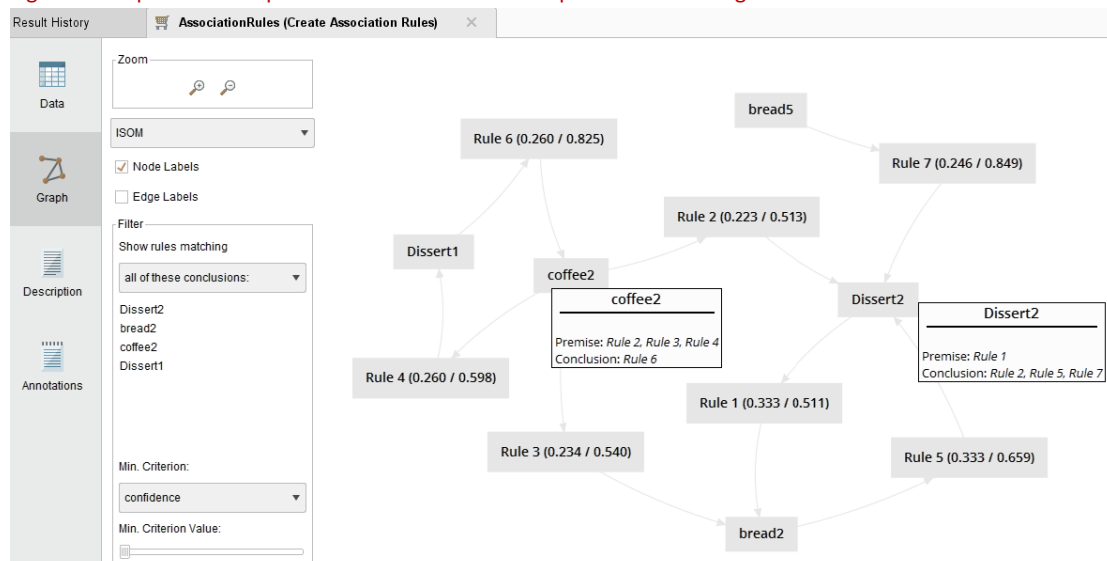 Result History
AssociationRules (Create Association Rules)
Data
Graph
Description
Annotations
Zoom
ISOM
Node Labels
Edge Labels
Filter
Show rules matching
all of these conclusions:
Dissert2
bread2
coffee2
Dissert1
Min. Criterion:
confidence
Min. Criterion Value:
bread5
Rule 6 (0.260 / 0.825)
Rule 7 (0.246 / 0.849)
Rule 2 (0.223 / 0.513)
Dissert1
coffee2
Dissert2
coffee2
Premise: Rule 2, Rule 3, Rule 4
Conclusion: Rule 6
Dissert2
Premise: Rule 1
Conclusion: Rule 2, Rule 5, Rule 7
Rule 4 (0.260 / 0.598)
Rule 1 (0.333 / 0.511)
Rule 3 (0.234 / 0.540)
Rule 5 (0.333 / 0.659)
bread2